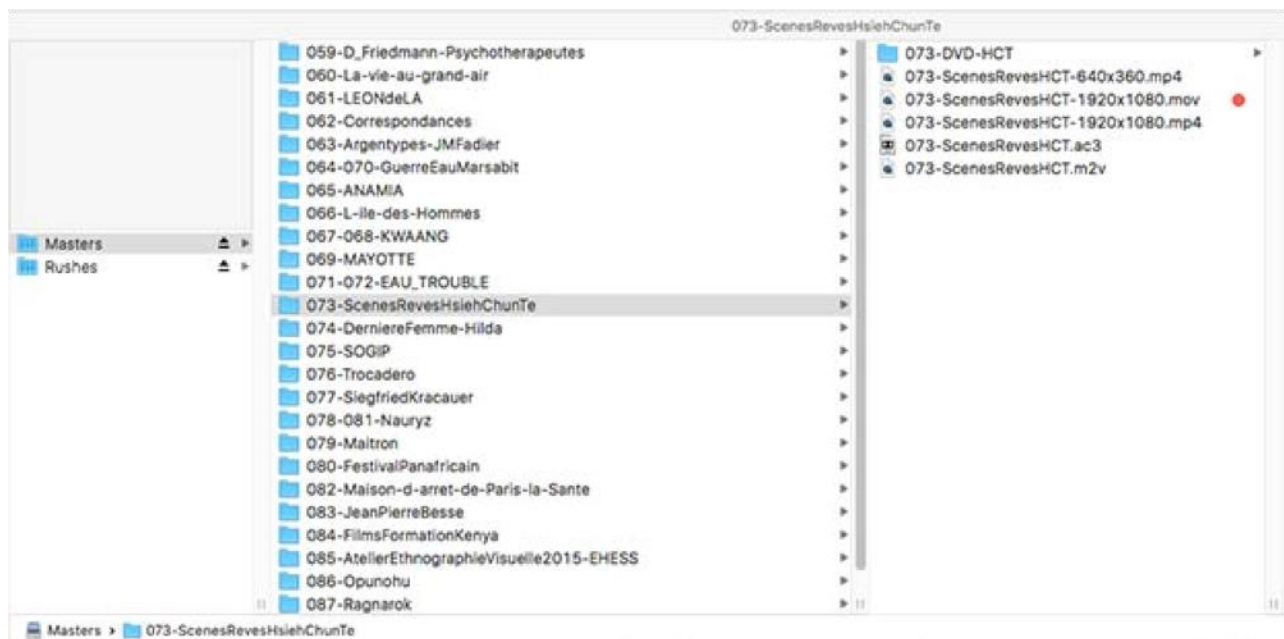 073-ScenesRevesHsiehChunTe
Masters
Rushes
059-D_Friedmann-Psychotherapeutes
060-La-vie-au-grand-air
061-LEONdeLA
062-Correspondances
063-Argentypes-JMFadier
064-070-GuerreEauMarsabit
065-ANAMIA
066-L-ile-des-Hommes
067-068-KWAANG
069-MAYOTTE
071-072-EAU_TROUBLE
073-ScenesRevesHsiehChunTe
074-DerniereFemme-Hilda
075-SOGIP
076-Trocadero
077-SiegfriedKracauer
078-081-Nauryz
079-Maitron
080-FestivalPanafricain
082-Maison-d-arret-de-Paris-la-Sante
083-JeanPierreBesse
084-FilmsFormationKenya
085-AtelierEthnographieVisuelle2015-EHESS
086-Opunohu
087-Ragnarok
073-DVD-HCT
073-ScenesRevesHCT-640x360.mp4
073-ScenesRevesHCT-1920x1080.mov
073-ScenesRevesHCT-1920x1080.mp4
073-ScenesRevesHCT.ac3
073-ScenesRevesHCT.m2v
Masters › 073-ScenesRevesHsiehChunTe